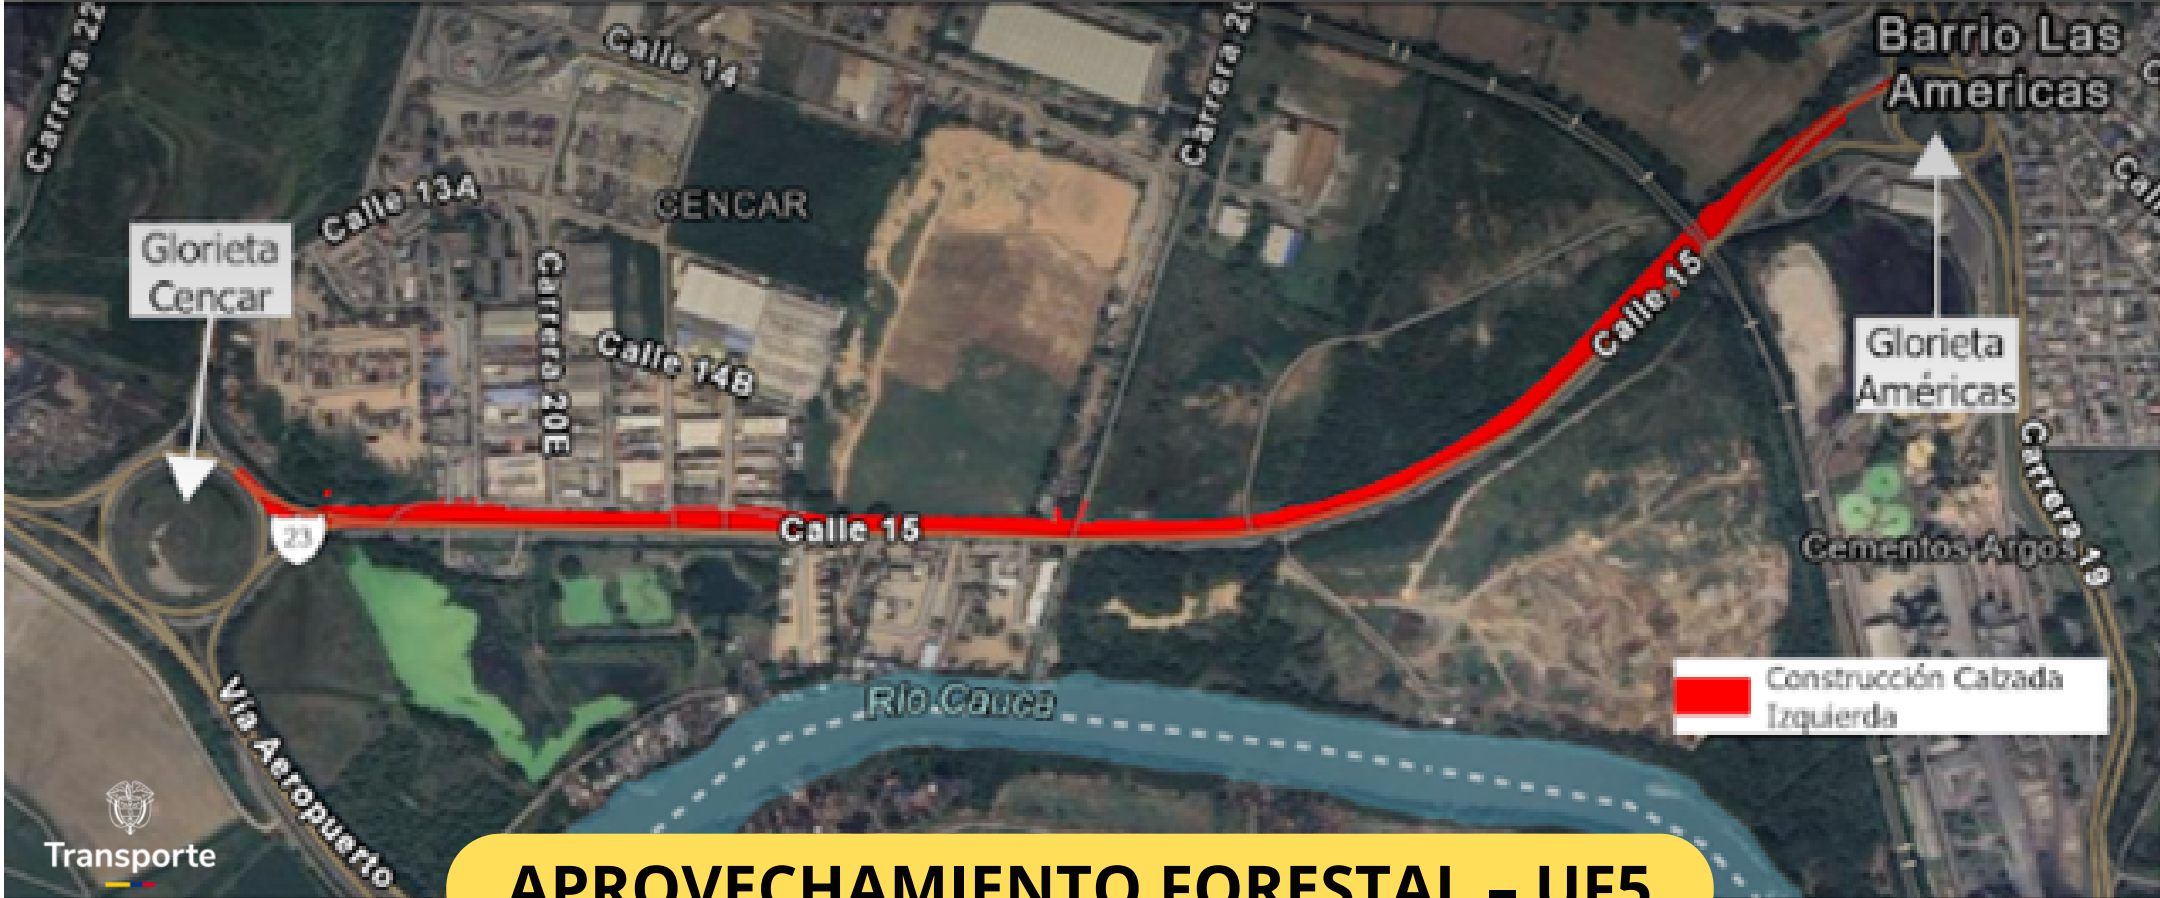 Carrera 22
Calle 14
Carrera 20
Barrio Las
Americas
Calle 13A
CENCAR
Glorieta
Cencar
Carrera 20E
Calle 14B
Calle 15
Glorieta
Américas
Carrera 19
23
Calle 15
Cementos Argos
Río Cauca
Construcción Calzada
Izquierda
Vía Aeropuerto
Transporte
APROVECHAMIENTO FORESTAL – UF5